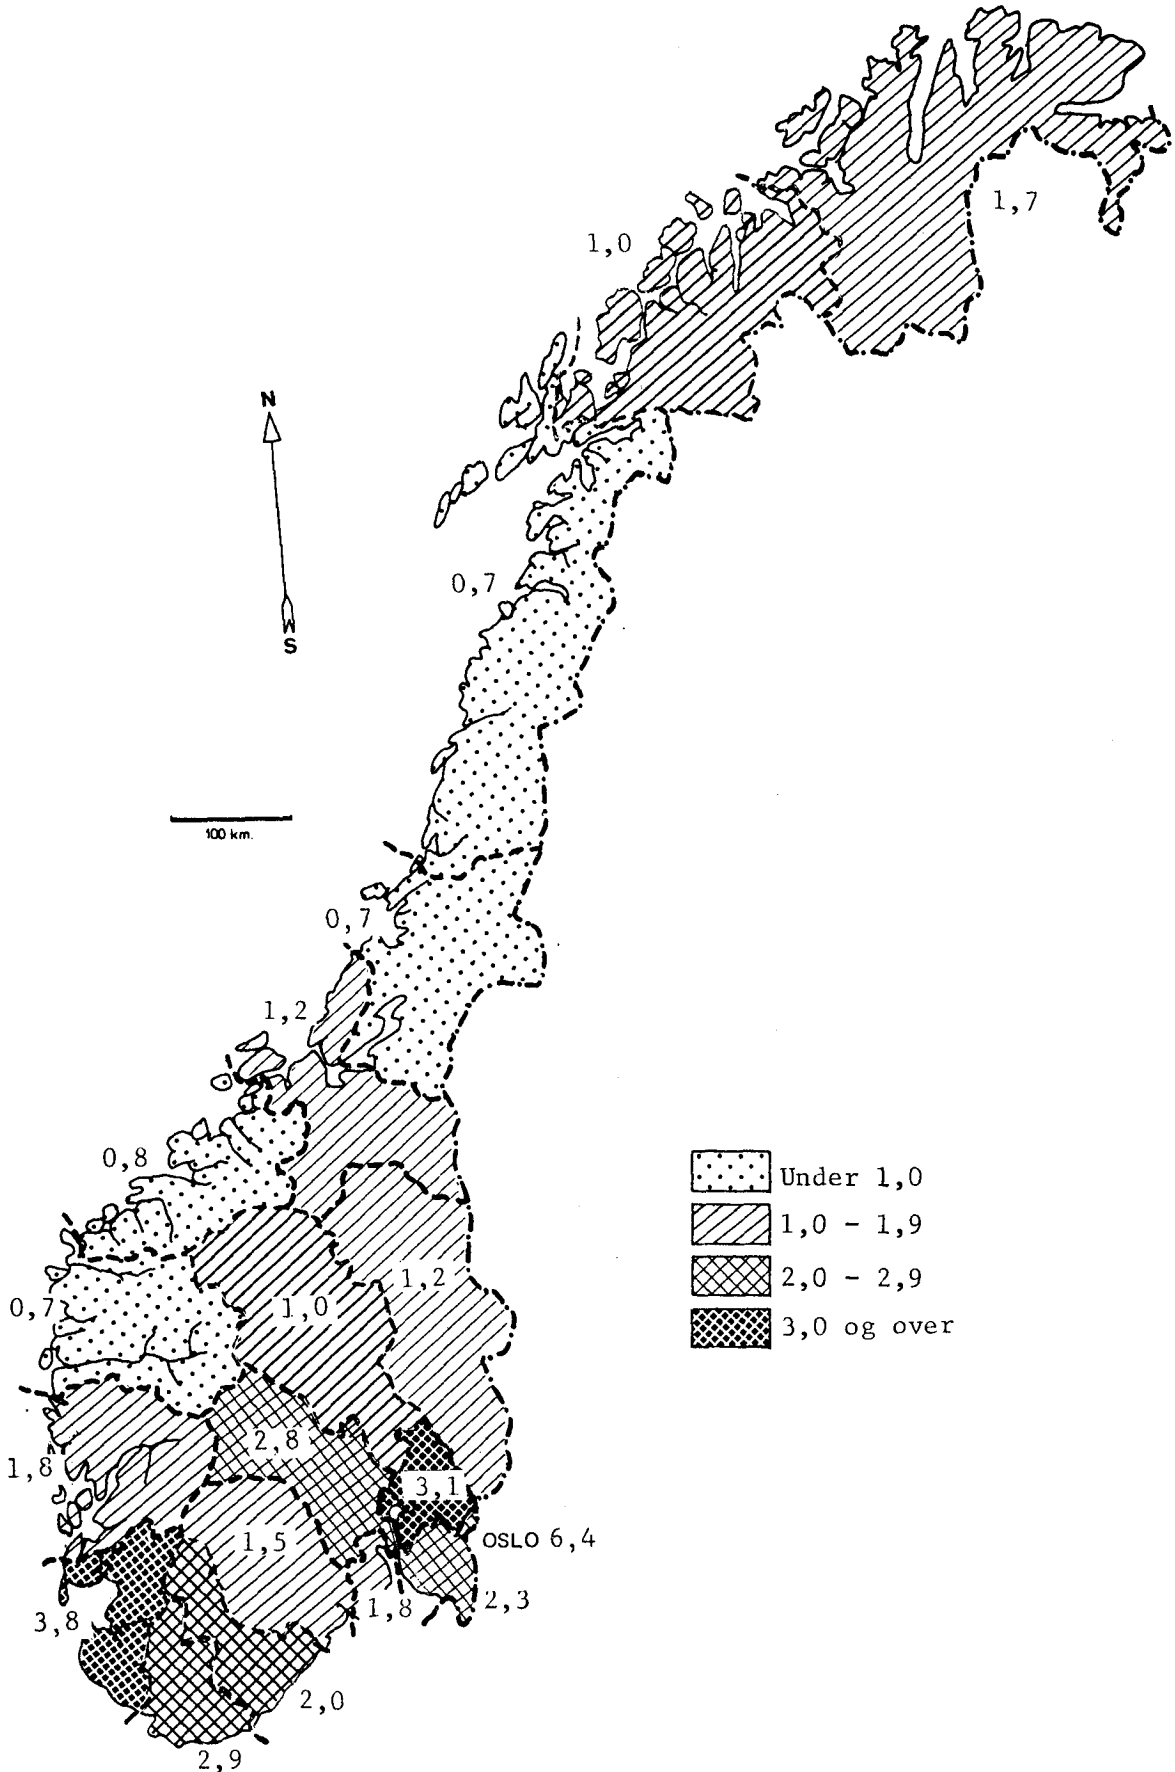 1,7
1,0
N
S
0,7
100 km.
0,7
1,2
0,8
Under 1,0
1,0 - 1,9
2,0 - 2,9
3,0 og over
1,2
0,7
1,0
2,8
1,8
3,1
1,5
OSLO 6,4
1,8
2,3
3,8
2,0
2,9